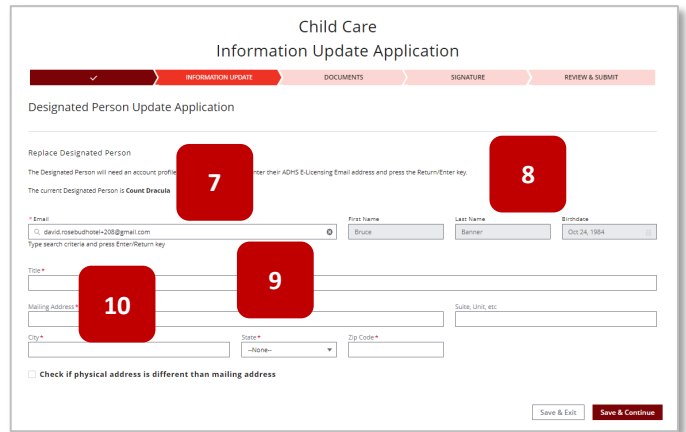 Child Care
Information Update Application
INFORMATION UPDATE DOCUMENTS SIGNATURE REVIEW & SUBMIT
Designated Person Update Application
Replace Designated Person
The Designated Person will need an account profile enter their ADHS E-Licensing Email address and press the Return/Enter key.
7
8
The current Designated Person is Count Dracula
*Email First Name Last Name Birthdate
david.rosebudhotel+208@gmail.com Bruce Banner Oct 24, 1984
Type search criteria and press Enter/Return key
Title*
9
10
Mailing Address* Suite, Unit, etc
City* State* Zip Code*
--None--
Check if physical address is different than mailing address
Save & Exit Save & Continue